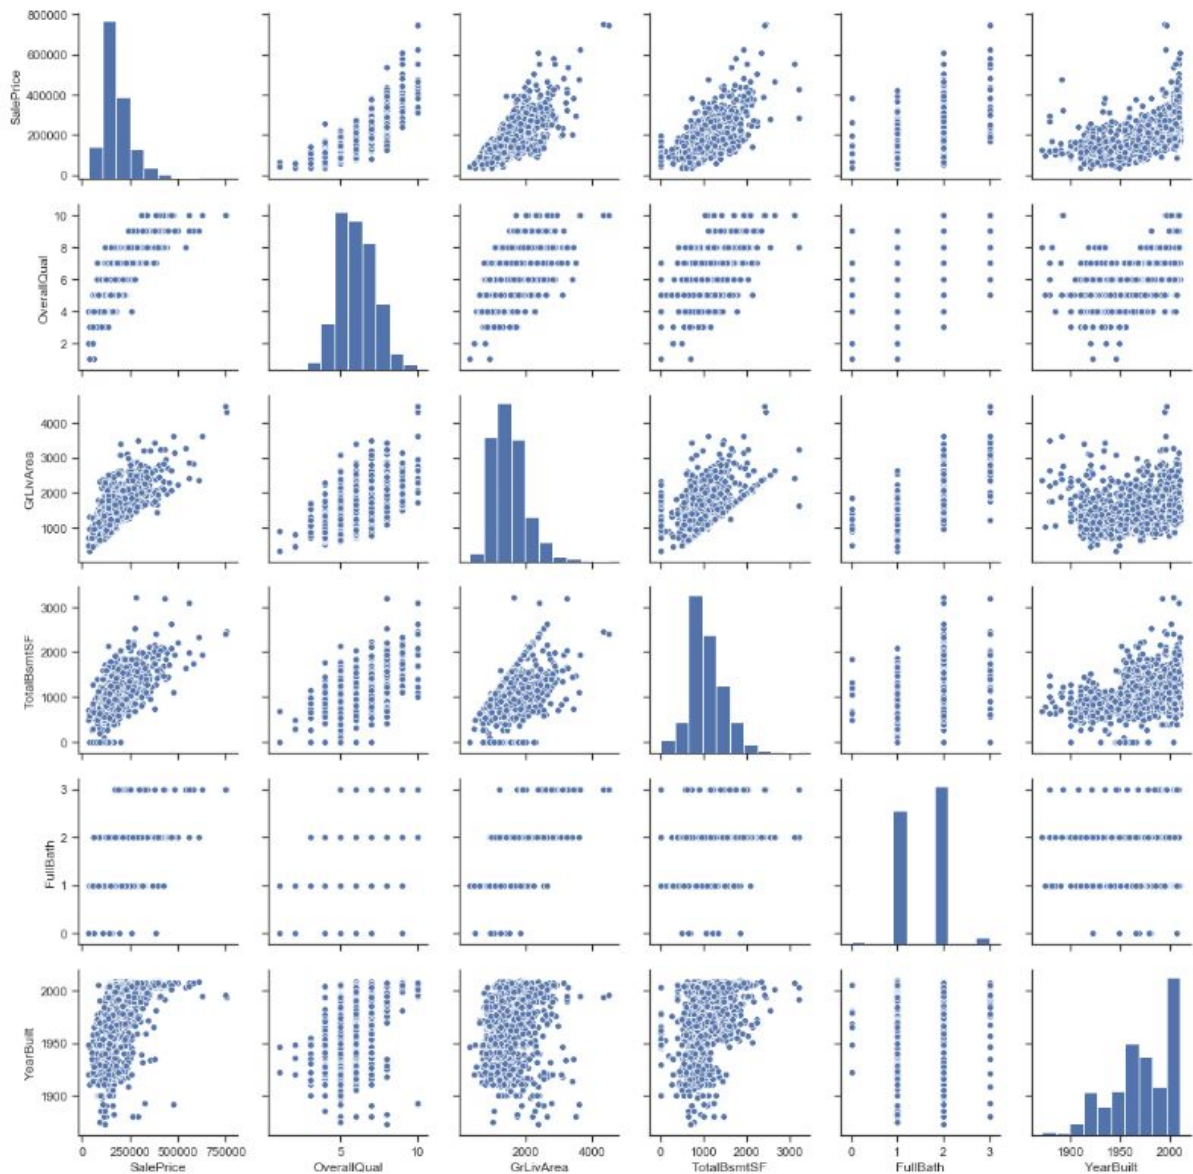 800000
600000
400000
200000
0
SalePrice
10
8
6
4
2
OverallQual
4000
3000
2000
1000
GrLivArea
3000
2000
1000
0
TotalBsmtSF
3
2
1
0
FullBath
2000
1950
1900
YearBuilt
0 250000 500000 750000
5 10
2000 4000
0 1000 2000 3000
0 1 2 3
1900 1950 2000
SalePrice OverallQual GrLivArea TotalBsmtSF FullBath YearBuilt